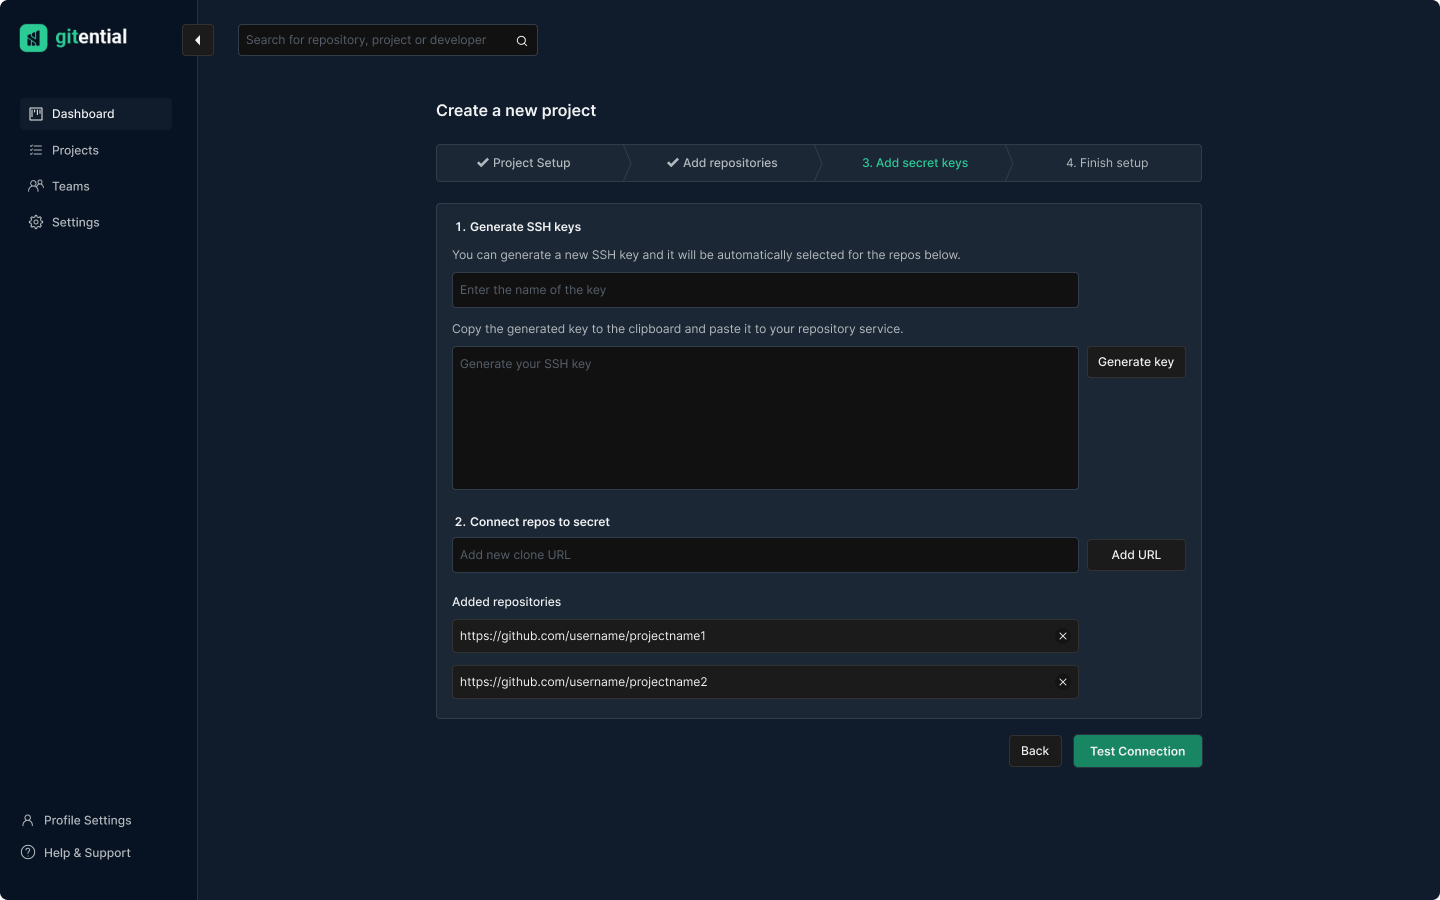 gitential
Search for repository, project or developer
Dashboard
Projects
Teams
Settings
Create a new project
Project Setup
Add repositories
3. Add secret keys
4. Finish setup
1. Generate SSH keys
You can generate a new SSH key and it will be automatically selected for the repos below.
Enter the name of the key
Copy the generated key to the clipboard and paste it to your repository service.
Generate your SSH key
Generate key
2. Connect repos to secret
Add new clone URL
Add URL
Added repositories
https://github.com/username/projectname1
https://github.com/username/projectname2
Back
Test Connection
Profile Settings
Help & Support